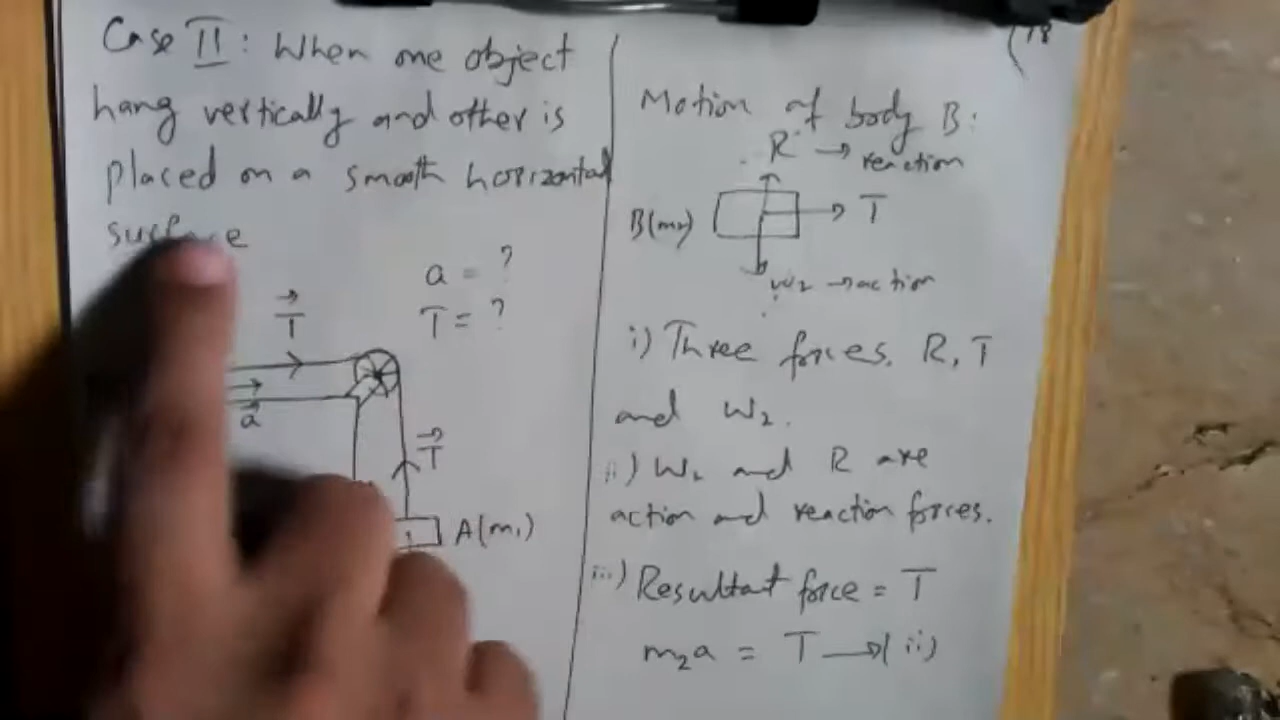 Case II: When one object
hang vertically and other is
placed on a smooth horizontal
surface
a = ?
T = ?
T
a
T
A(m1)
(18
Motion of body B:
R → reaction
B(m2)
T
W2 → action
i) Three forces. R, T
and W2.
ii) W2 and R are
action and reaction forces.
iii) Resultant force = T
m2a = T → (ii)